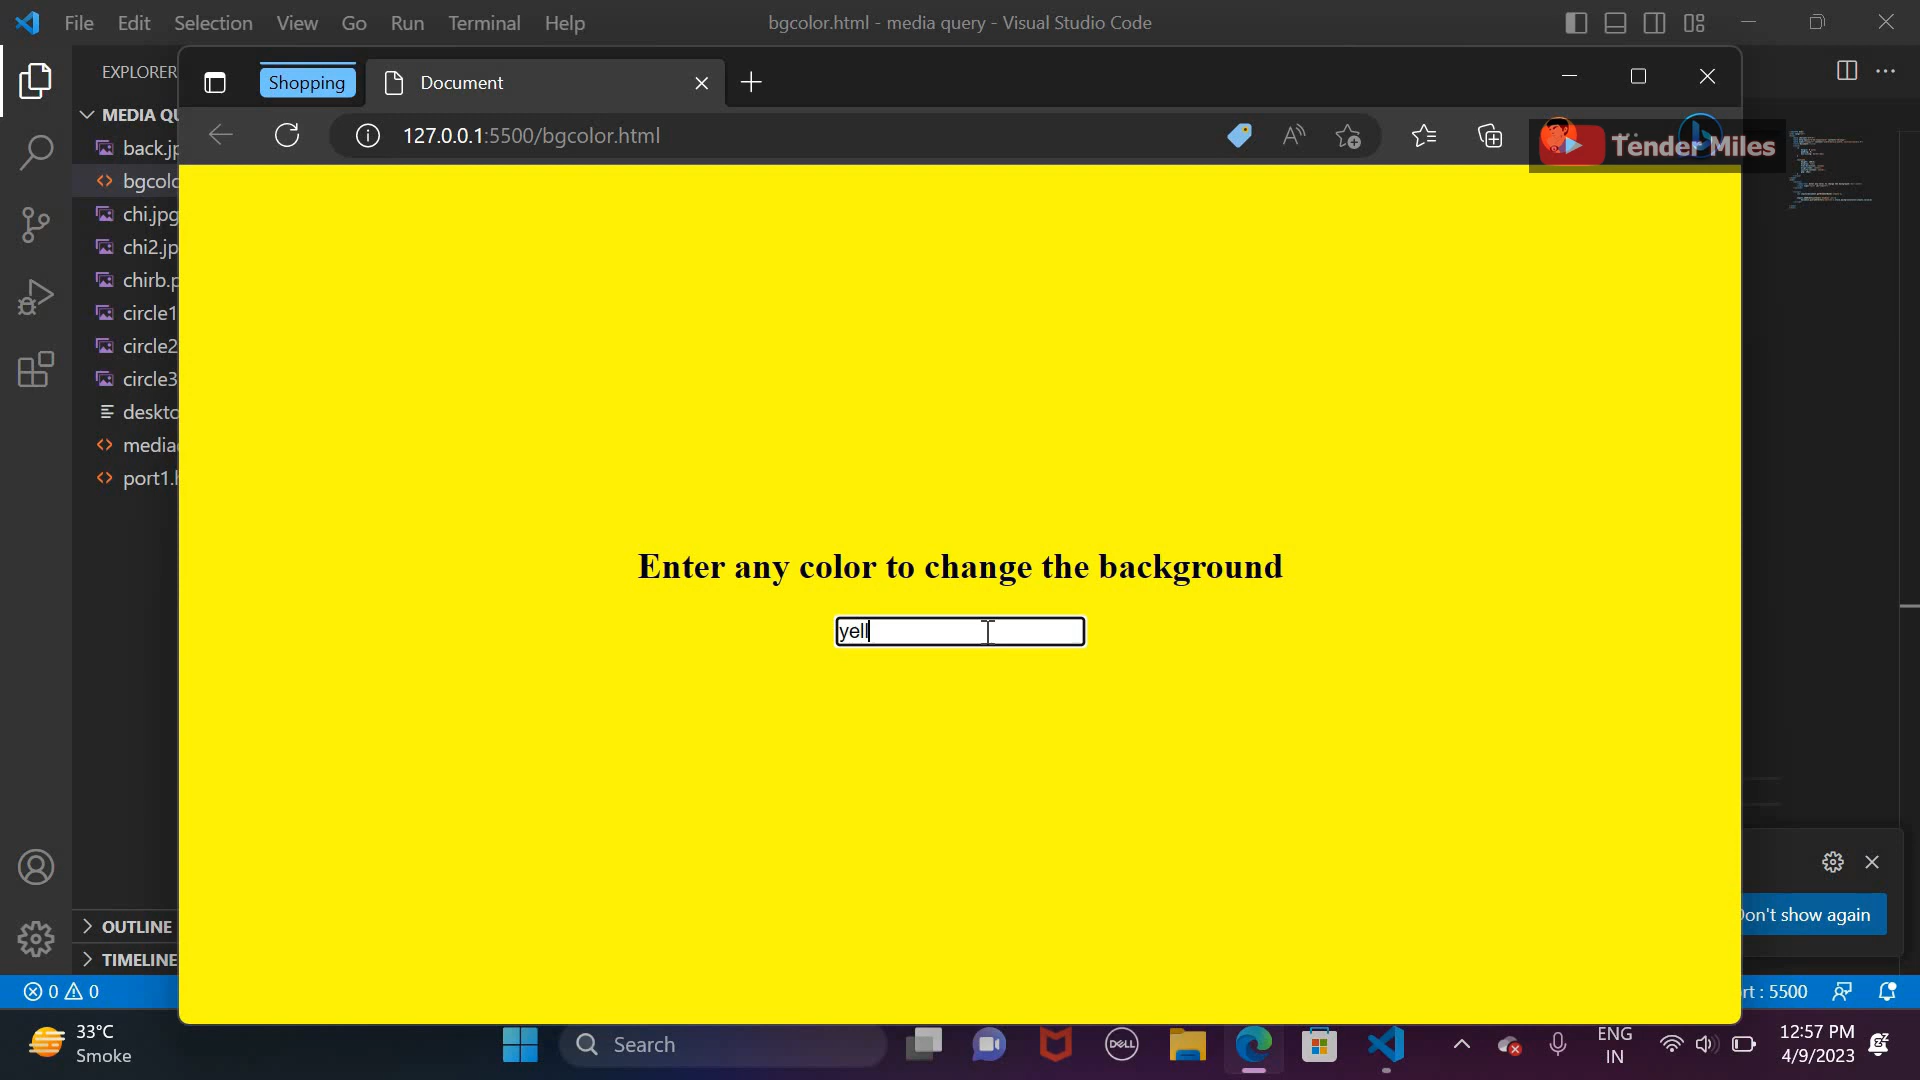 File Edit Selection View Go Run Terminal Help
bgcolor.html - media query - Visual Studio Code
EXPLORER
MEDIA QU
back.jp
bgcolo
chi.jpg
chi2.jp
chirb.p
circle1
circle2
circle3
deskto
media
port1.h
OUTLINE
TIMELINE
0 0
Shopping
Document
127.0.0.1:5500/bgcolor.html
Tender Miles
Enter any color to change the background
yell
Don't show again
rt : 5500
33°C
Smoke
Search
DELL
ENG
IN
12:57 PM
4/9/2023